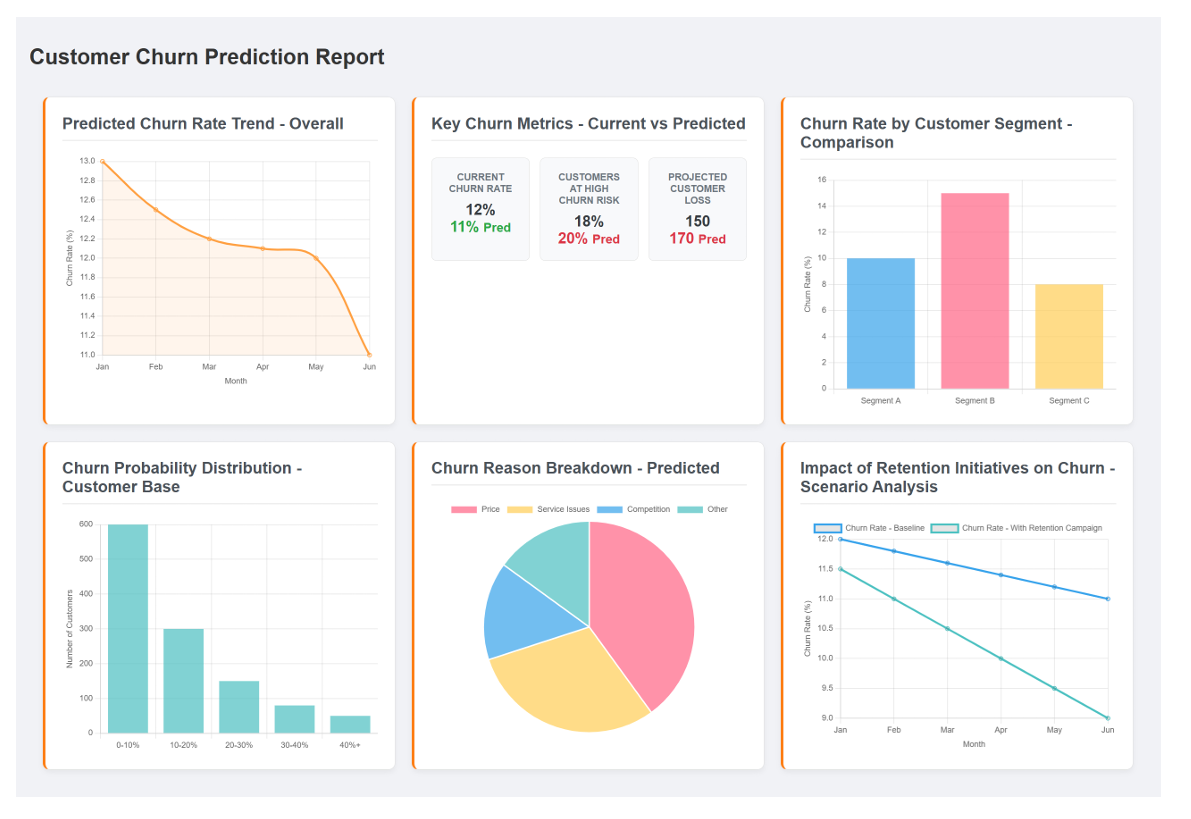 Customer Churn Prediction Report
Predicted Churn Rate Trend - Overall
13.0
12.8
12.6
12.4
12.2
12.0
11.8
11.6
11.4
11.2
11.0
Churn Rate (%)
Jan Feb Mar Apr May Jun
Month
Key Churn Metrics - Current vs Predicted
CURRENT
CHURN RATE
12%
11% Pred
CUSTOMERS
AT HIGH
CHURN RISK
18%
20% Pred
PROJECTED
CUSTOMER
LOSS
150
170 Pred
Churn Rate by Customer Segment -
Comparison
16
14
12
10
8
6
4
2
0
Churn Rate (%)
Segment A Segment B Segment C
Churn Probability Distribution -
Customer Base
600
500
400
300
200
100
0
Number of Customers
0-10% 10-20% 20-30% 30-40% 40%+
Churn Reason Breakdown - Predicted
Price Service Issues Competition Other
Impact of Retention Initiatives on Churn -
Scenario Analysis
Churn Rate - Baseline Churn Rate - With Retention Campaign
12.0
11.5
11.0
10.5
10.0
9.5
9.0
Churn Rate (%)
Jan Feb Mar Apr May Jun
Month